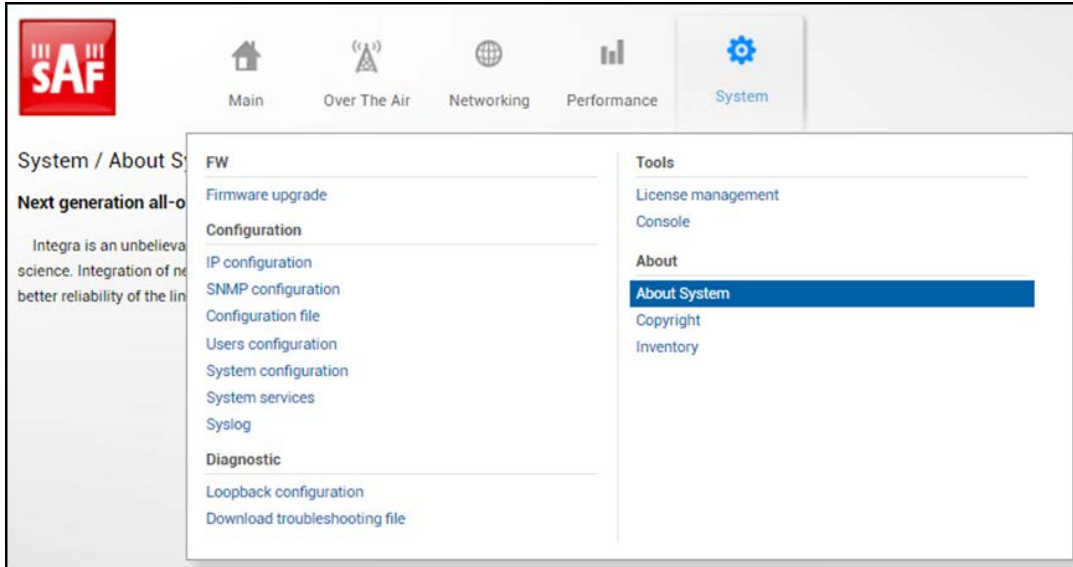 SAF
Main
Over The Air
Networking
Performance
System
System / About Sy
Next generation all-o
Integra is an unbelieva
science. Integration of ne
better reliability of the lin
FW
Firmware upgrade
Configuration
IP configuration
SNMP configuration
Configuration file
Users configuration
System configuration
System services
Syslog
Diagnostic
Loopback configuration
Download troubleshooting file
Tools
License management
Console
About
About System
Copyright
Inventory